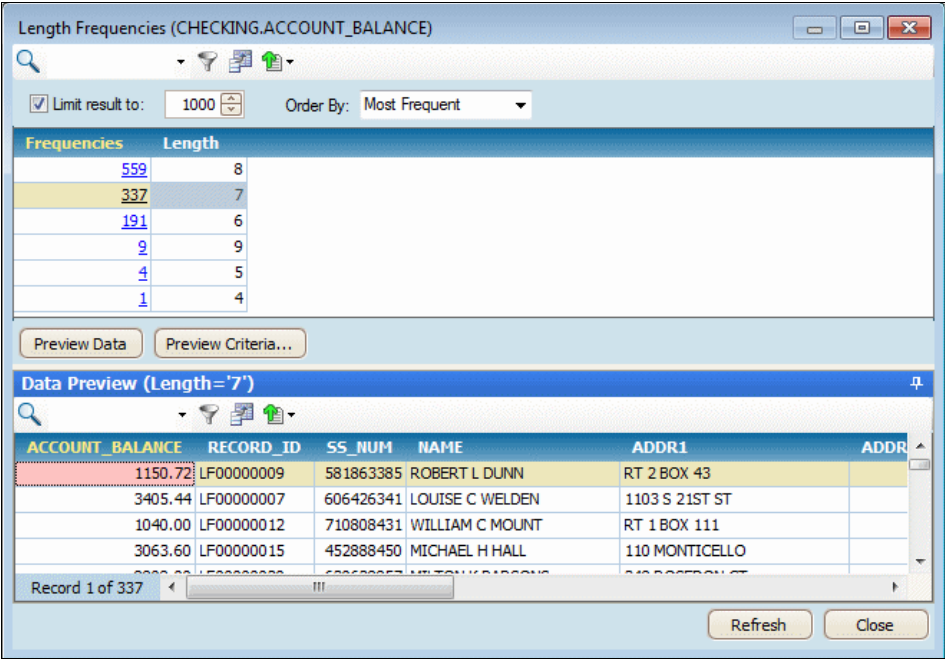 Length Frequencies (CHECKING.ACCOUNT_BALANCE)
Limit result to: 1000 Order By: Most Frequent
Frequencies Length
559 8
337 7
191 6
9 9
4 5
1 4
Preview Data Preview Criteria...
Data Preview (Length='7')
ACCOUNT_BALANCE RECORD_ID SS_NUM NAME ADDR1 ADDR
1150.72 LF00000009 581863385 ROBERT L DUNN RT 2 BOX 43
3405.44 LF00000007 606426341 LOUISE C WELDEN 1103 S 21ST ST
1040.00 LF00000012 710808431 WILLIAM C MOUNT RT 1 BOX 111
3063.60 LF00000015 452888450 MICHAEL H HALL 110 MONTICELLO
Record 1 of 337
Refresh Close